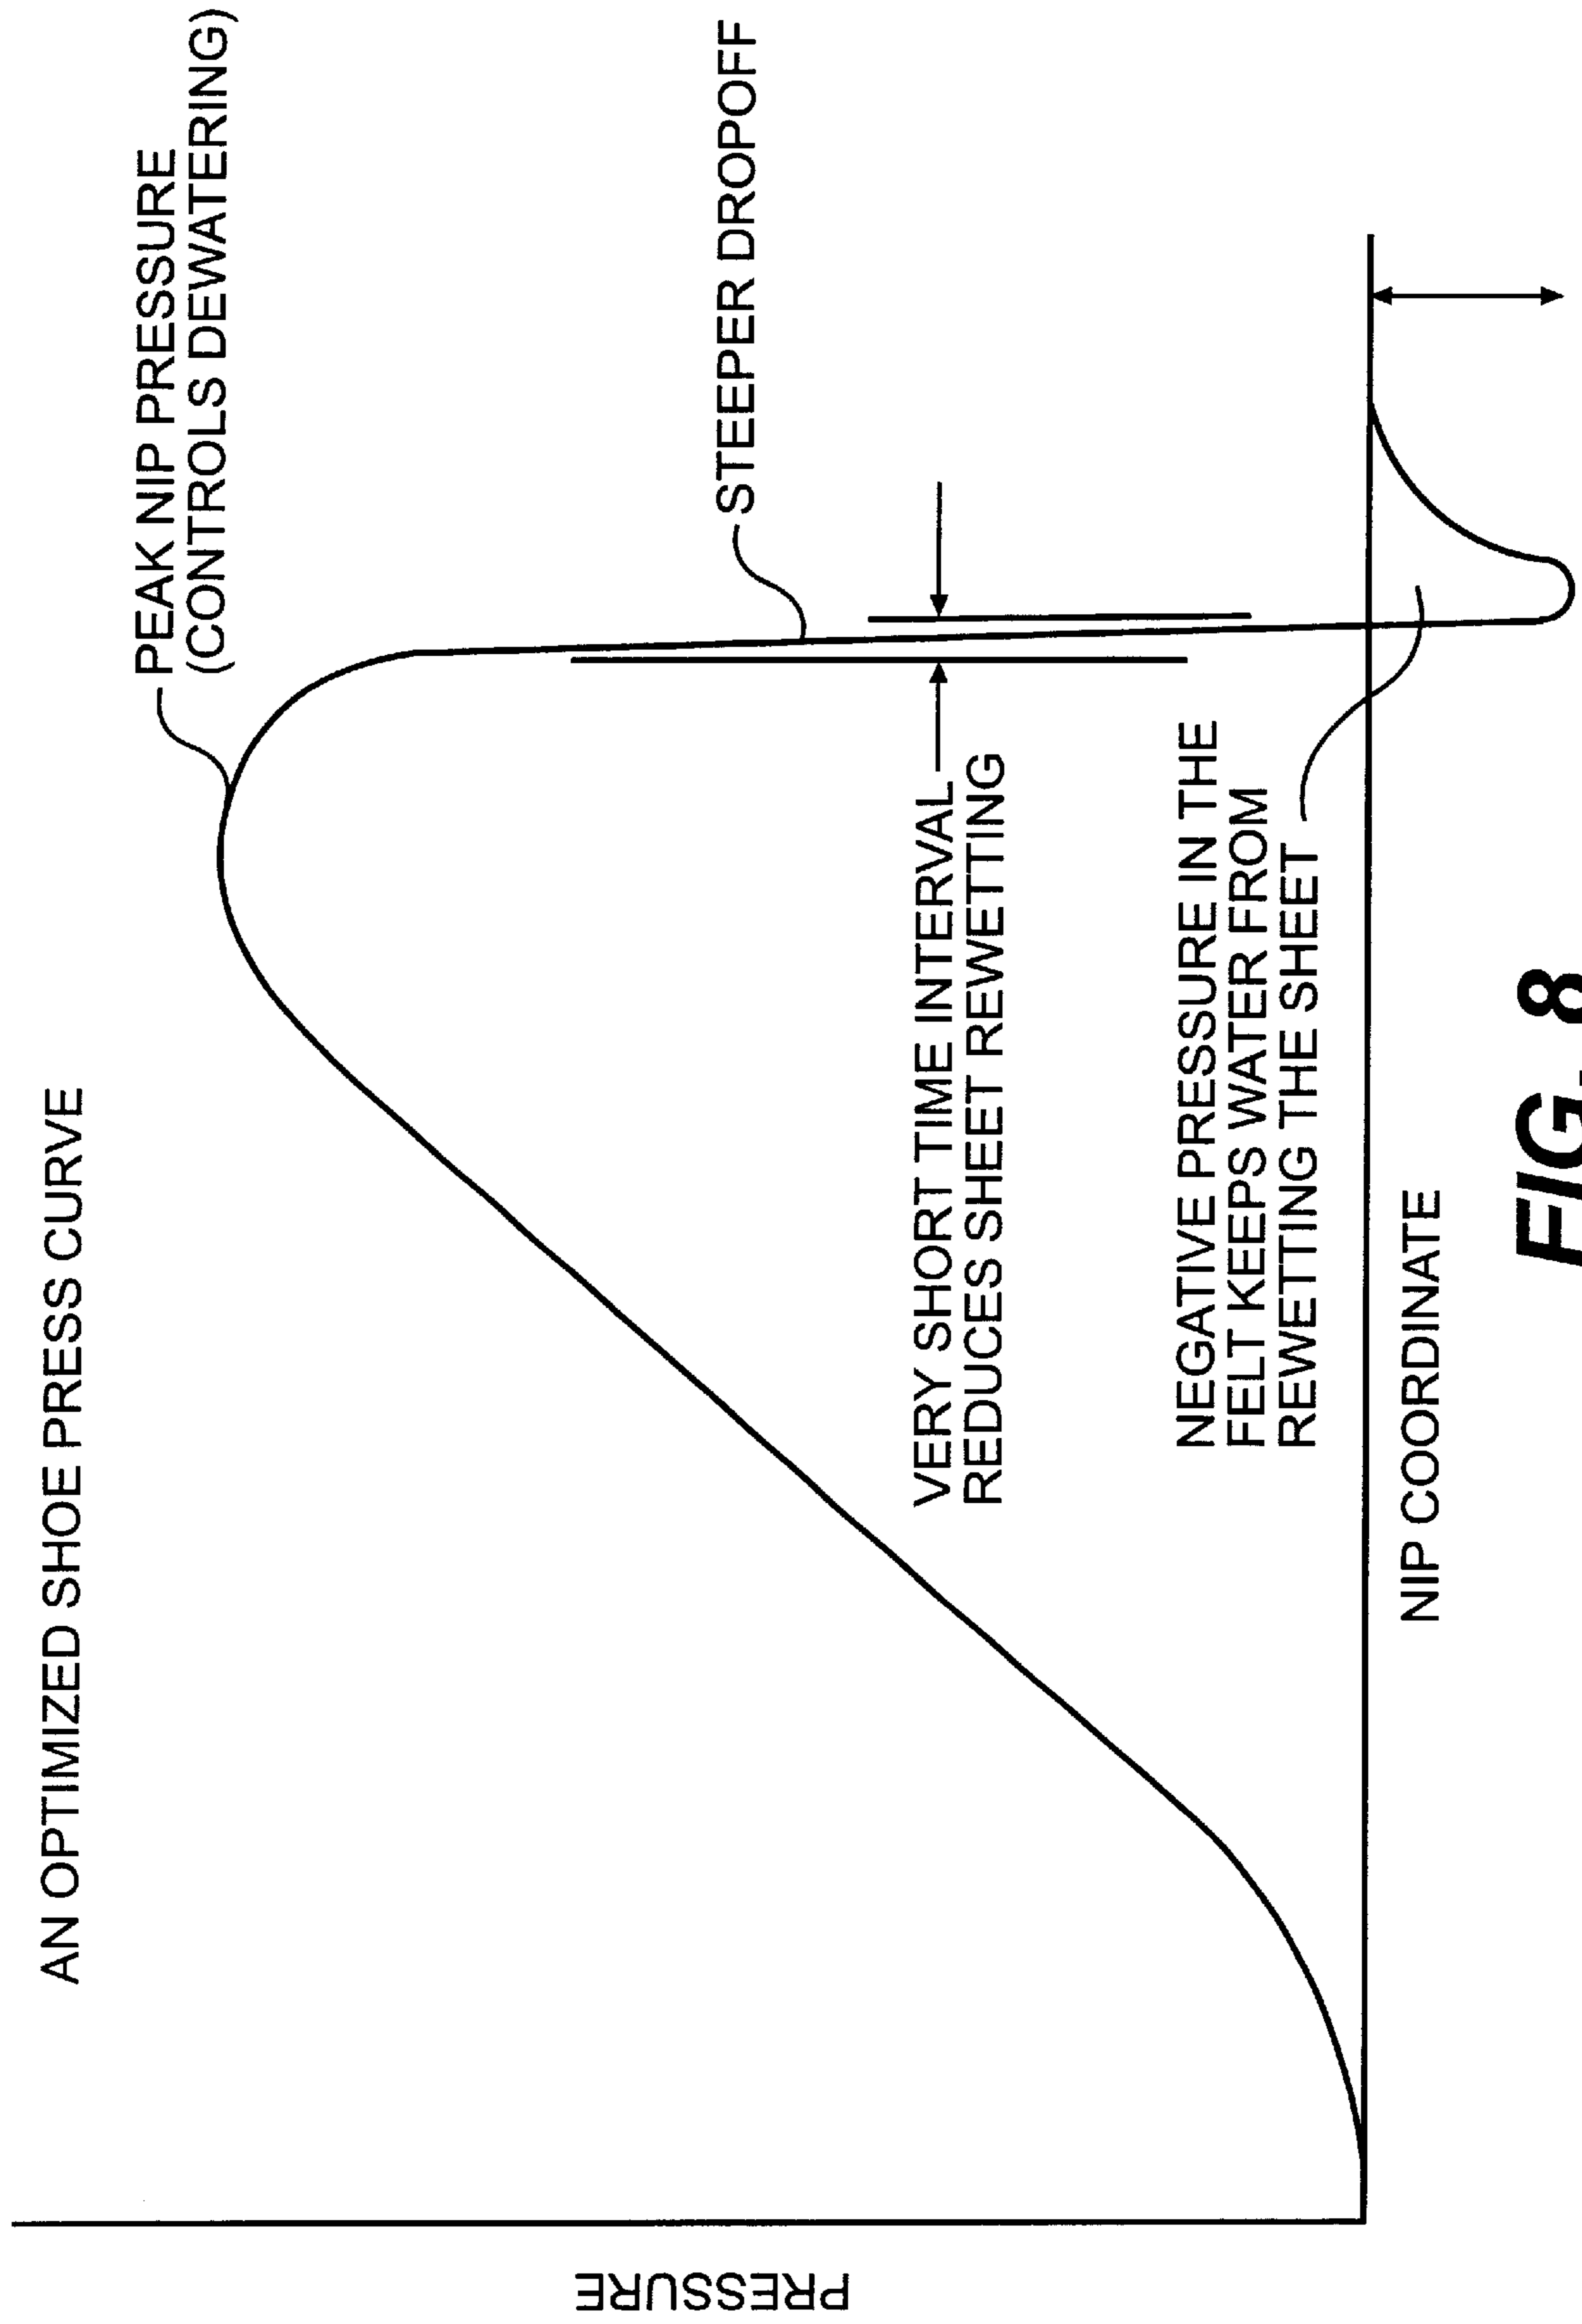 AN OPTIMIZED SHOE PRESS CURVE
PEAK NIP PRESSURE
(CONTROLS DEWATERING)
STEEPER DROPOFF
VERY SHORT TIME INTERVAL
REDUCES SHEET REWETTING
NEGATIVE PRESSURE IN THE
FELT KEEPS WATER FROM
REWETTING THE SHEET
PRESSURE
NIP COORDINATE
FIG. 8